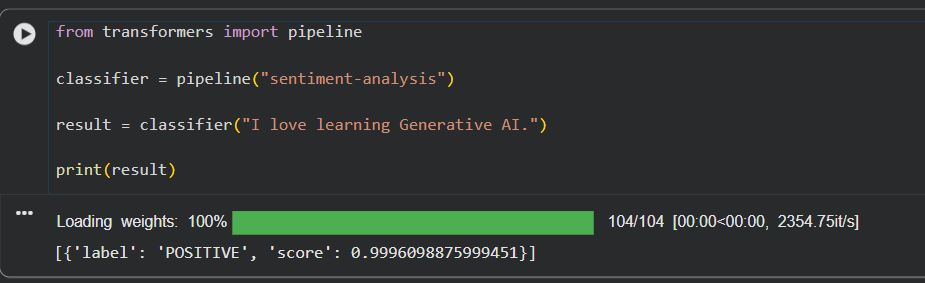 from transformers import pipeline
classifier = pipeline("sentiment-analysis")
result = classifier("I love learning Generative AI.")
print(result)
Loading weights: 100% 104/104 [00:00<00:00, 2354.75it/s]
[{'label': 'POSITIVE', 'score': 0.9996098875999451}]